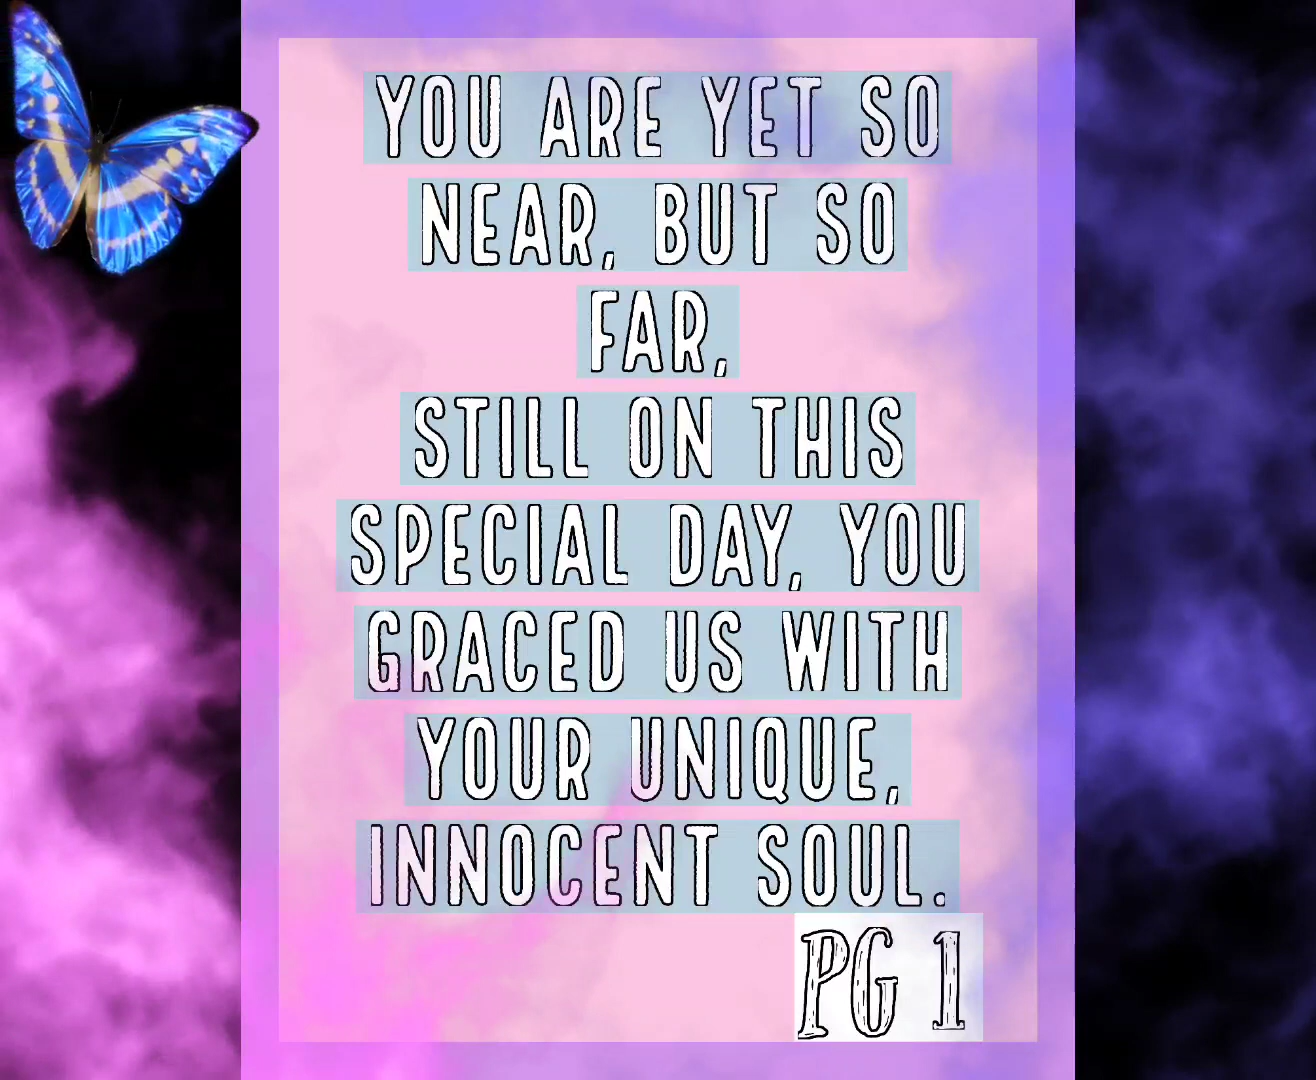 YOU ARE YET SO
NEAR, BUT SO
FAR,
STILL ON THIS
SPECIAL DAY, YOU
GRACED US WITH
YOUR UNIQUE,
INNOCENT SOUL.
PG 1